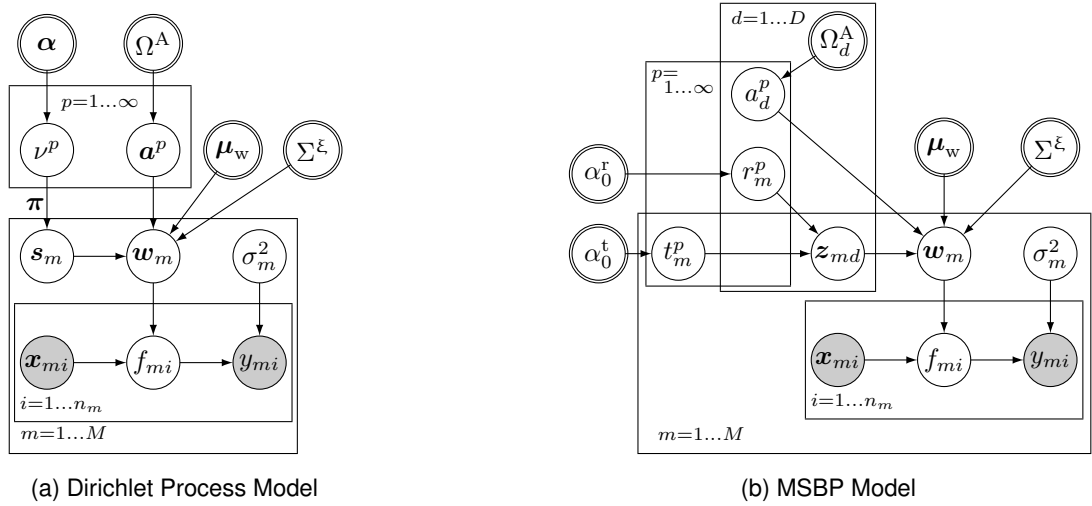 α
Ω^A
p=1...∞
ν^p
a^p
μ_w
Σ^ξ
π
s_m
w_m
σ_m^2
x_mi
f_mi
y_mi
i=1...n_m
m=1...M
(a) Dirichlet Process Model
d=1...D
Ω_d^A
p=
1...∞
a_d^p
μ_w
Σ^ξ
α_0^r
r_m^p
α_0^t
t_m^p
z_md
w_m
σ_m^2
x_mi
f_mi
y_mi
i=1...n_m
m=1...M
(b) MSBP Model